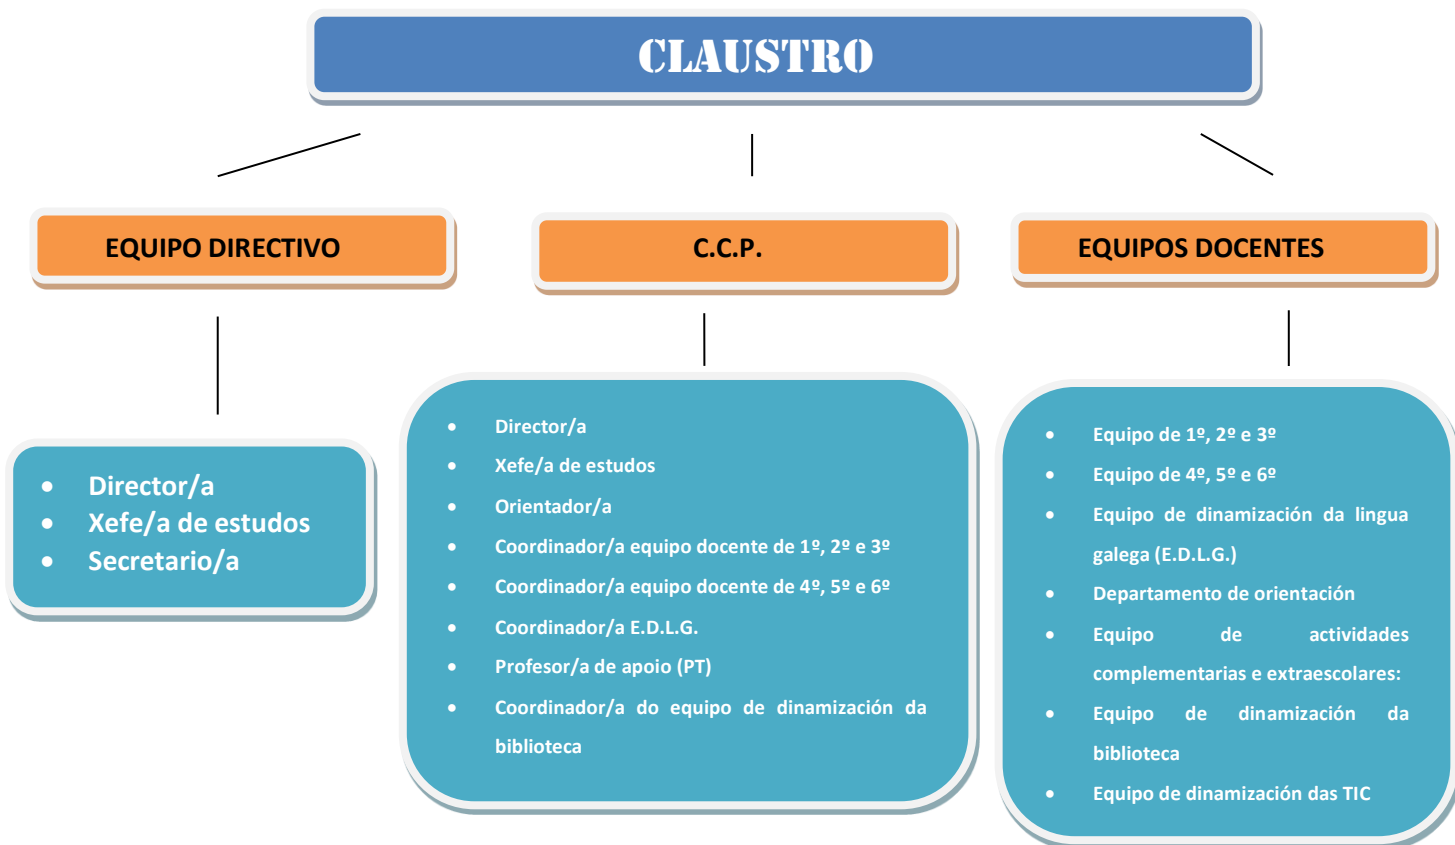 CLAUSTRO
EQUIPO DIRECTIVO
C.C.P.
EQUIPOS DOCENTES
• Director/a
• Xefe/a de estudos
• Secretario/a
• Director/a
• Xefe/a de estudos
• Orientador/a
• Coordinador/a equipo docente de 1º, 2º e 3º
• Coordinador/a equipo docente de 4º, 5º e 6º
• Coordinador/a E.D.L.G.
• Profesor/a de apoio (PT)
• Coordinador/a do equipo de dinamización da
biblioteca
• Equipo de 1º, 2º e 3º
• Equipo de 4º, 5º e 6º
• Equipo de dinamización da lingua
galega (E.D.L.G.)
• Departamento de orientación
• Equipo de actividades
complementarias e extraescolares:
• Equipo de dinamización da
biblioteca
• Equipo de dinamización das TIC